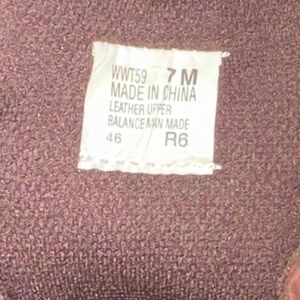 WWT59 7 M
MADE IN CHINA
LEATHER UPPER
BALANCE MAN MADE
46 R6